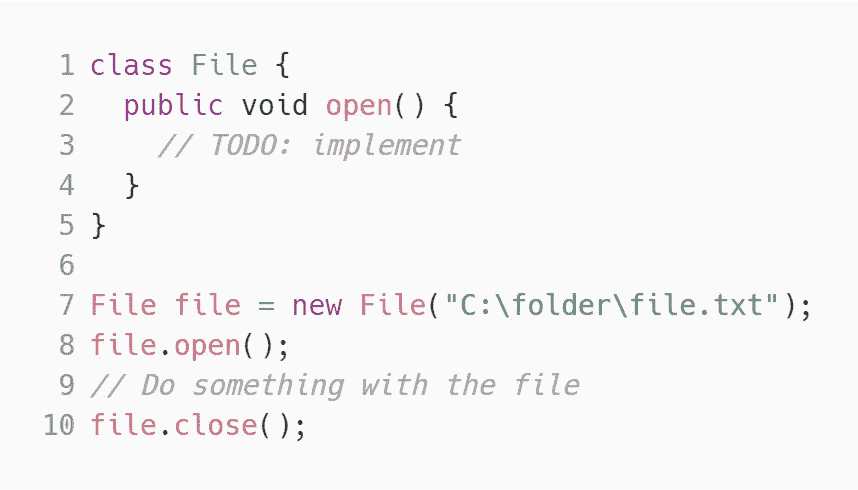 1 class File {
2   public void open() {
3     // TODO: implement
4   }
5 }
6
7 File file = new File("C:\folder\file.txt");
8 file.open();
9 // Do something with the file
10 file.close();